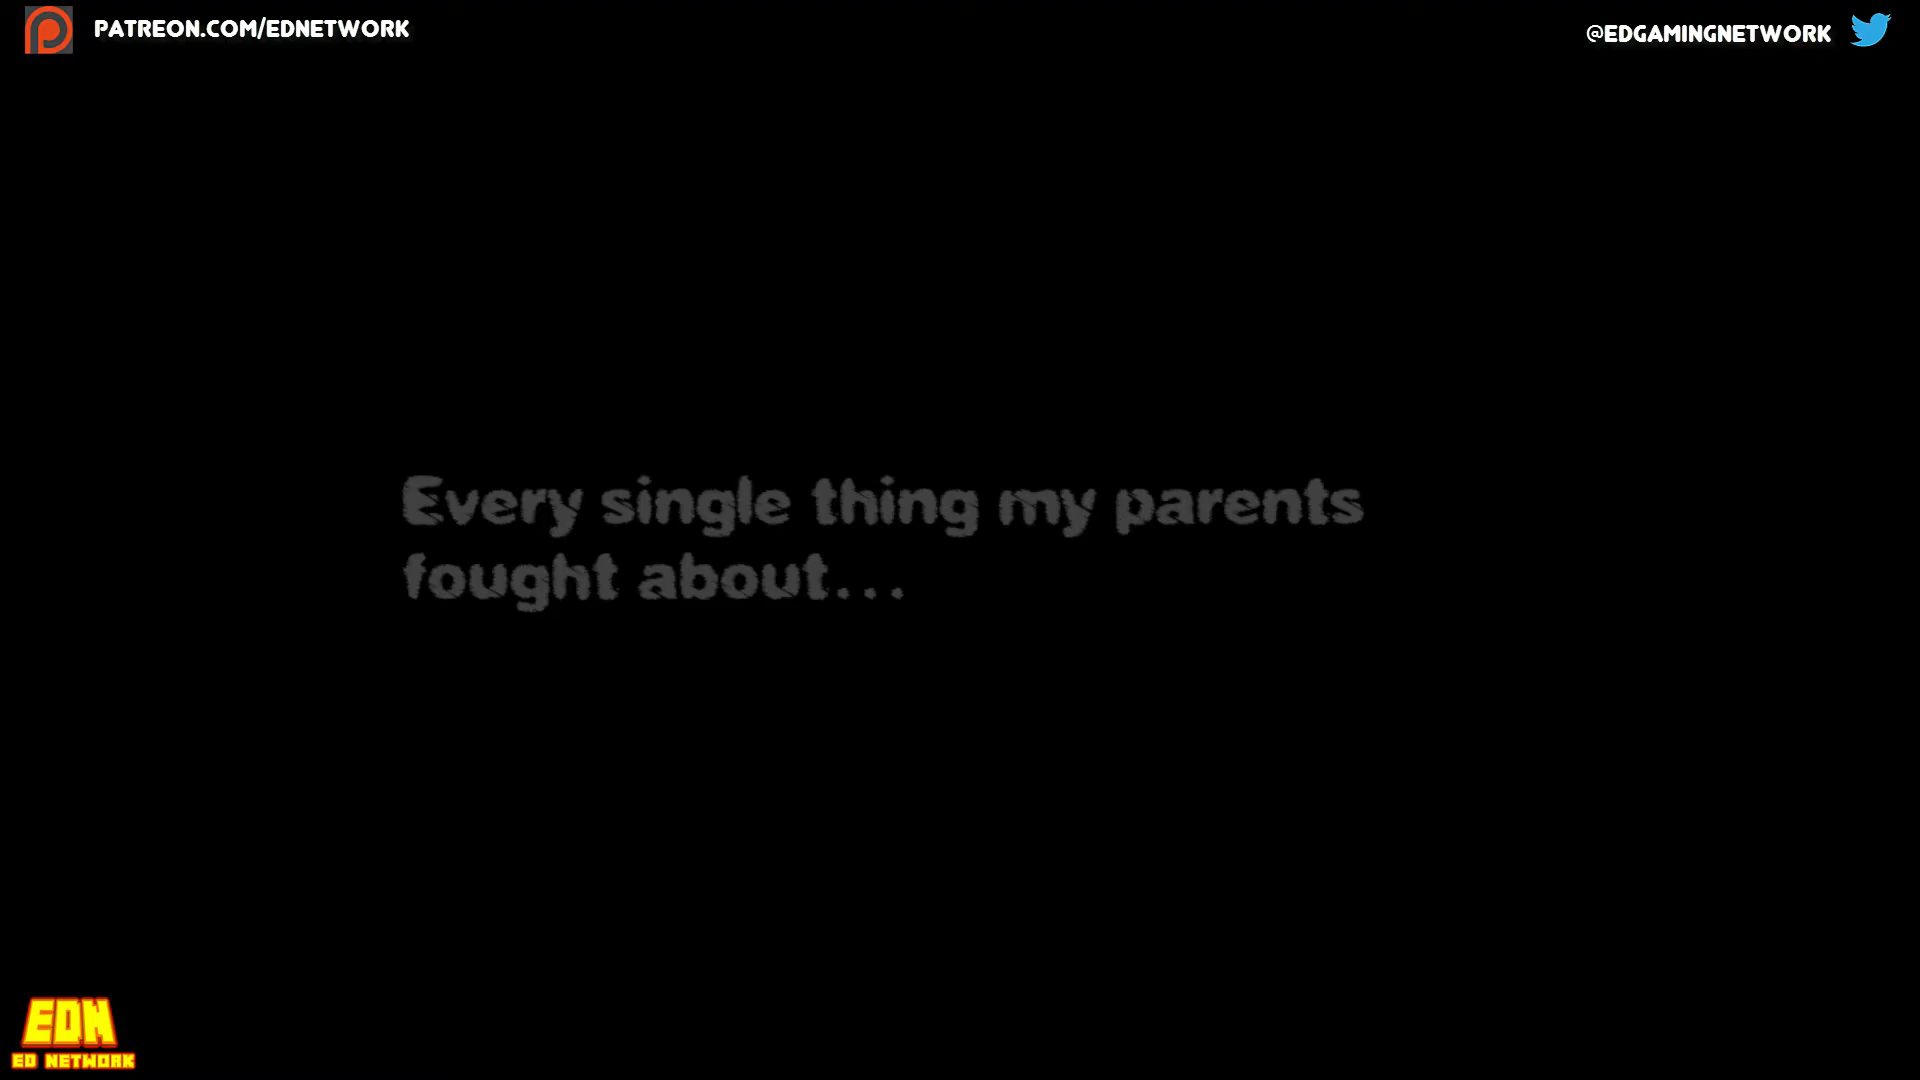 PATREON.COM/EDNETWORK
@EDGAMINGNETWORK
Every single thing my parents
fought about...
EDN
ED NETWORK